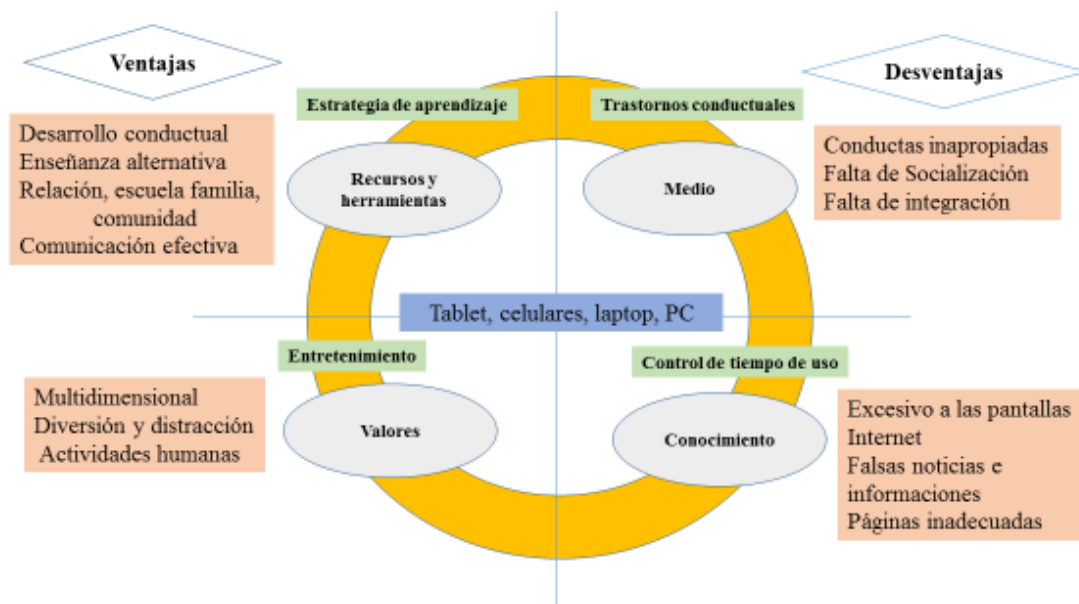 Ventajas
Desventajas
Estrategia de aprendizaje
Trastornos conductuales
Desarrollo conductual
Enseñanza alternativa
Relación, escuela familia,
comunidad
Comunicación efectiva
Recursos y
herramientas
Medio
Conductas inapropiadas
Falta de Socialización
Falta de integración
Tablet, celulares, laptop, PC
Entretenimiento
Control de tiempo de uso
Multidimensional
Diversión y distracción
Actividades humanas
Valores
Conocimiento
Excesivo a las pantallas
Internet
Falsas noticias e
informaciones
Páginas inadecuadas